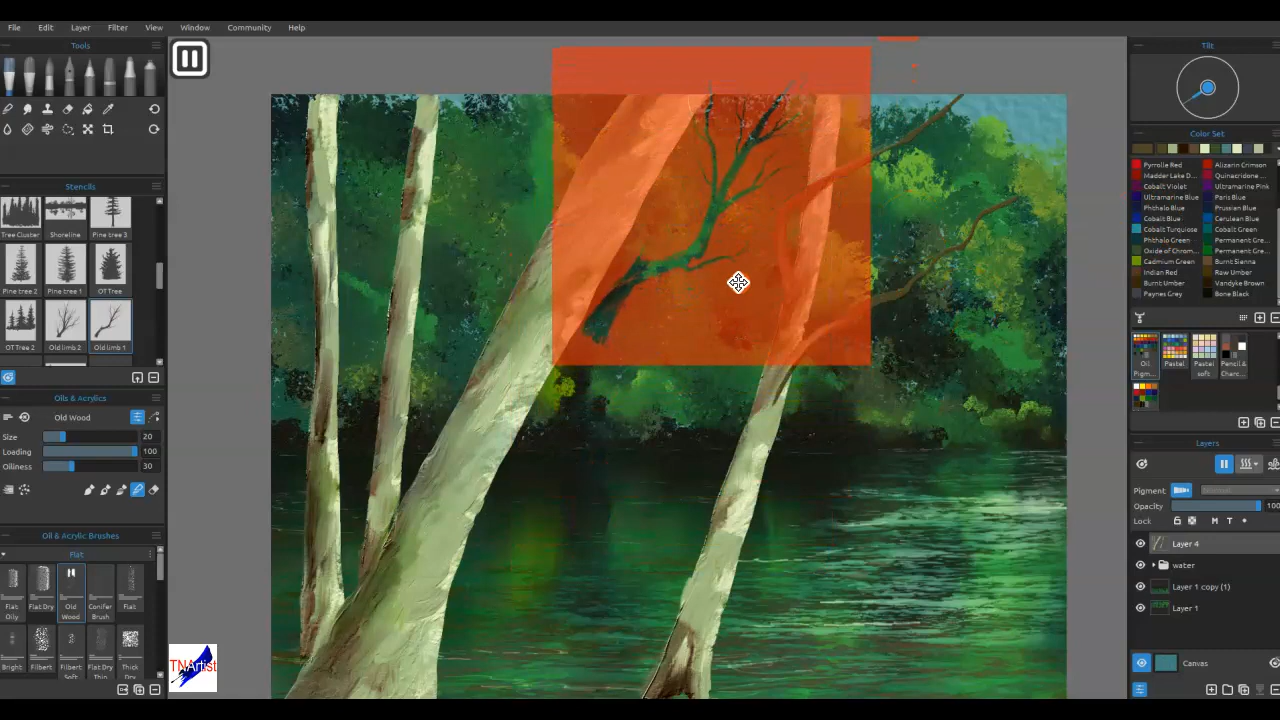 File Edit Layer Filter View Window Community Help
Tools
Stencils
Tree Cluster Shoreline Pine tree 3
Pine tree 2 Pine tree 1 OT Tree
OT Tree 2 Old limb 2 Old limb 1
Oils & Acrylics
Old Wood
Size 20
Loading 100
Oiliness 30
Oil & Acrylic Brushes
Flat
Flat Oily Flat Dry Old Wood Conifer Brush Flat
Bright Filbert Filbert Soft Flat Dry Thin Thick Dry
TNArtist
Tilt
Color Set
Pyrrolle Red Alizarin Crimson
Madder Lake D... Quinacridone ...
Cobalt Violet Ultramarine Pink
Ultramarine Blue Paris Blue
Phthalo Blue Prussian Blue
Cobalt Blue Cerulean Blue
Cobalt Turquoise Cobalt Green
Phthalo Green Permanent Gre...
Oxide of Chrom... Permanent Gre...
Cadmium Green Burnt Sienna
Indian Red Raw Umber
Burnt Umber Vandyke Brown
Paynes Grey Bone Black
Oil Pigm... Pastel Pastel soft Pencil & Charc...
Layers
Pigment Normal
Opacity 100
Lock M T
Layer 4
water
Layer 1 copy (1)
Layer 1
Canvas